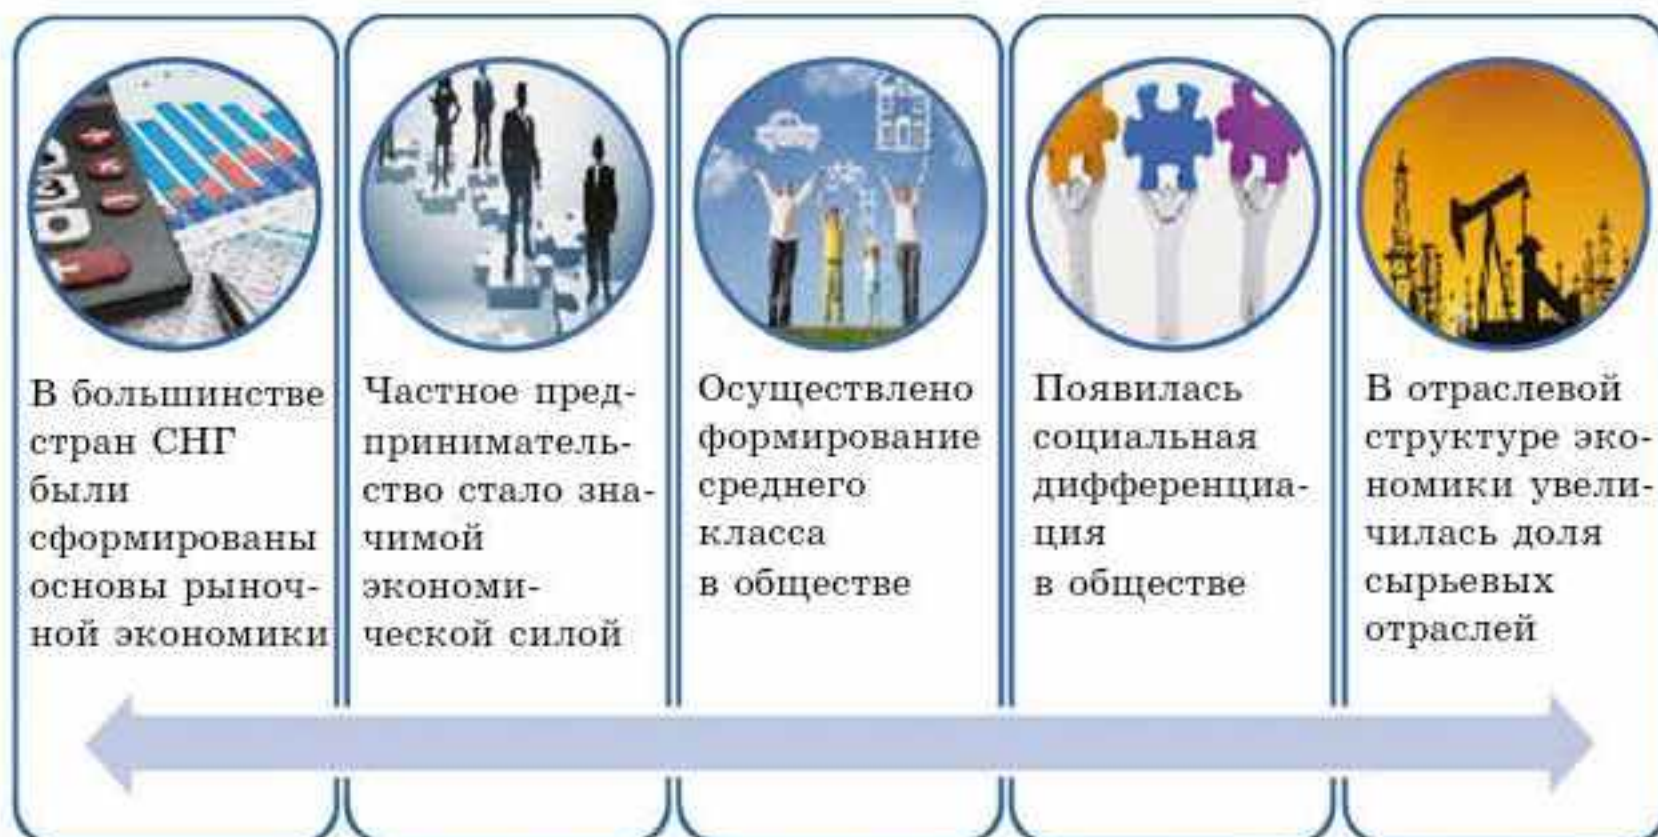 В большинстве
стран СНГ
были
сформированы
основы рыноч-
ной экономики
Частное пред-
приниматель-
ство стало зна-
чимой
экономи-
ческой силой
Осуществлено
формирование
среднего
класса
в обществе
Появилась
социальная
дифференциа-
ция
в обществе
В отраслевой
структуре эко-
номики увели-
чилась доля
сырьевых
отраслей